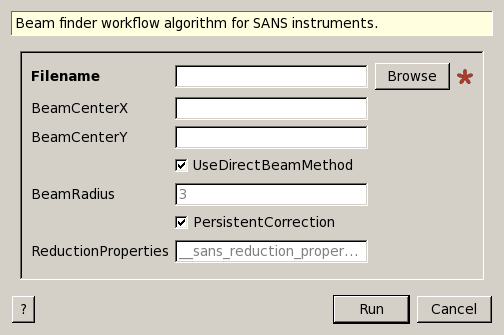 Beam finder workflow algorithm for SANS instruments.
Filename Browse *
BeamCenterX
BeamCenterY
UseDirectBeamMethod
BeamRadius 3
PersistentCorrection
ReductionProperties __sans_reduction_proper...
? Run Cancel